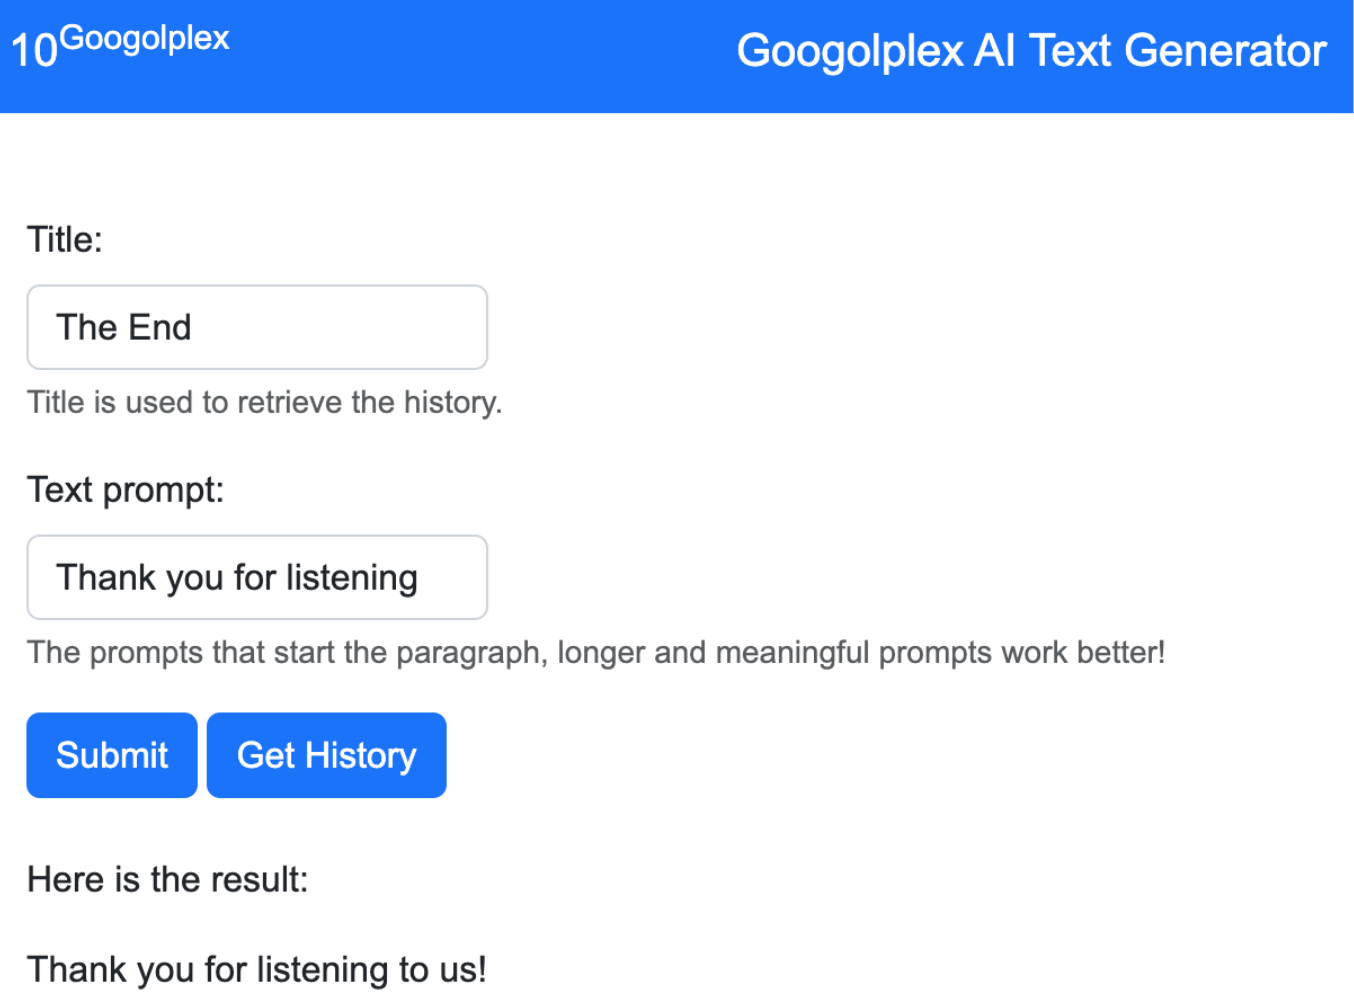 10Googolplex
Googolplex AI Text Generator
Title:
The End
Title is used to retrieve the history.
Text prompt:
Thank you for listening
The prompts that start the paragraph, longer and meaningful prompts work better!
Submit Get History
Here is the result:
Thank you for listening to us!